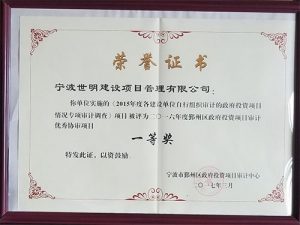 荣誉证书
宁波世明建设项目管理有限公司：
你单位实施的《2015年度各建设单位自行组织审计的政府投资项目
情况专项审计调查》项目被评为二〇一六年度鄞州区政府投资项目审计
优秀协审项目
一等奖
特发此证，以资鼓励。
宁波市鄞州区政府投资项目审计中心
二〇一七年三月